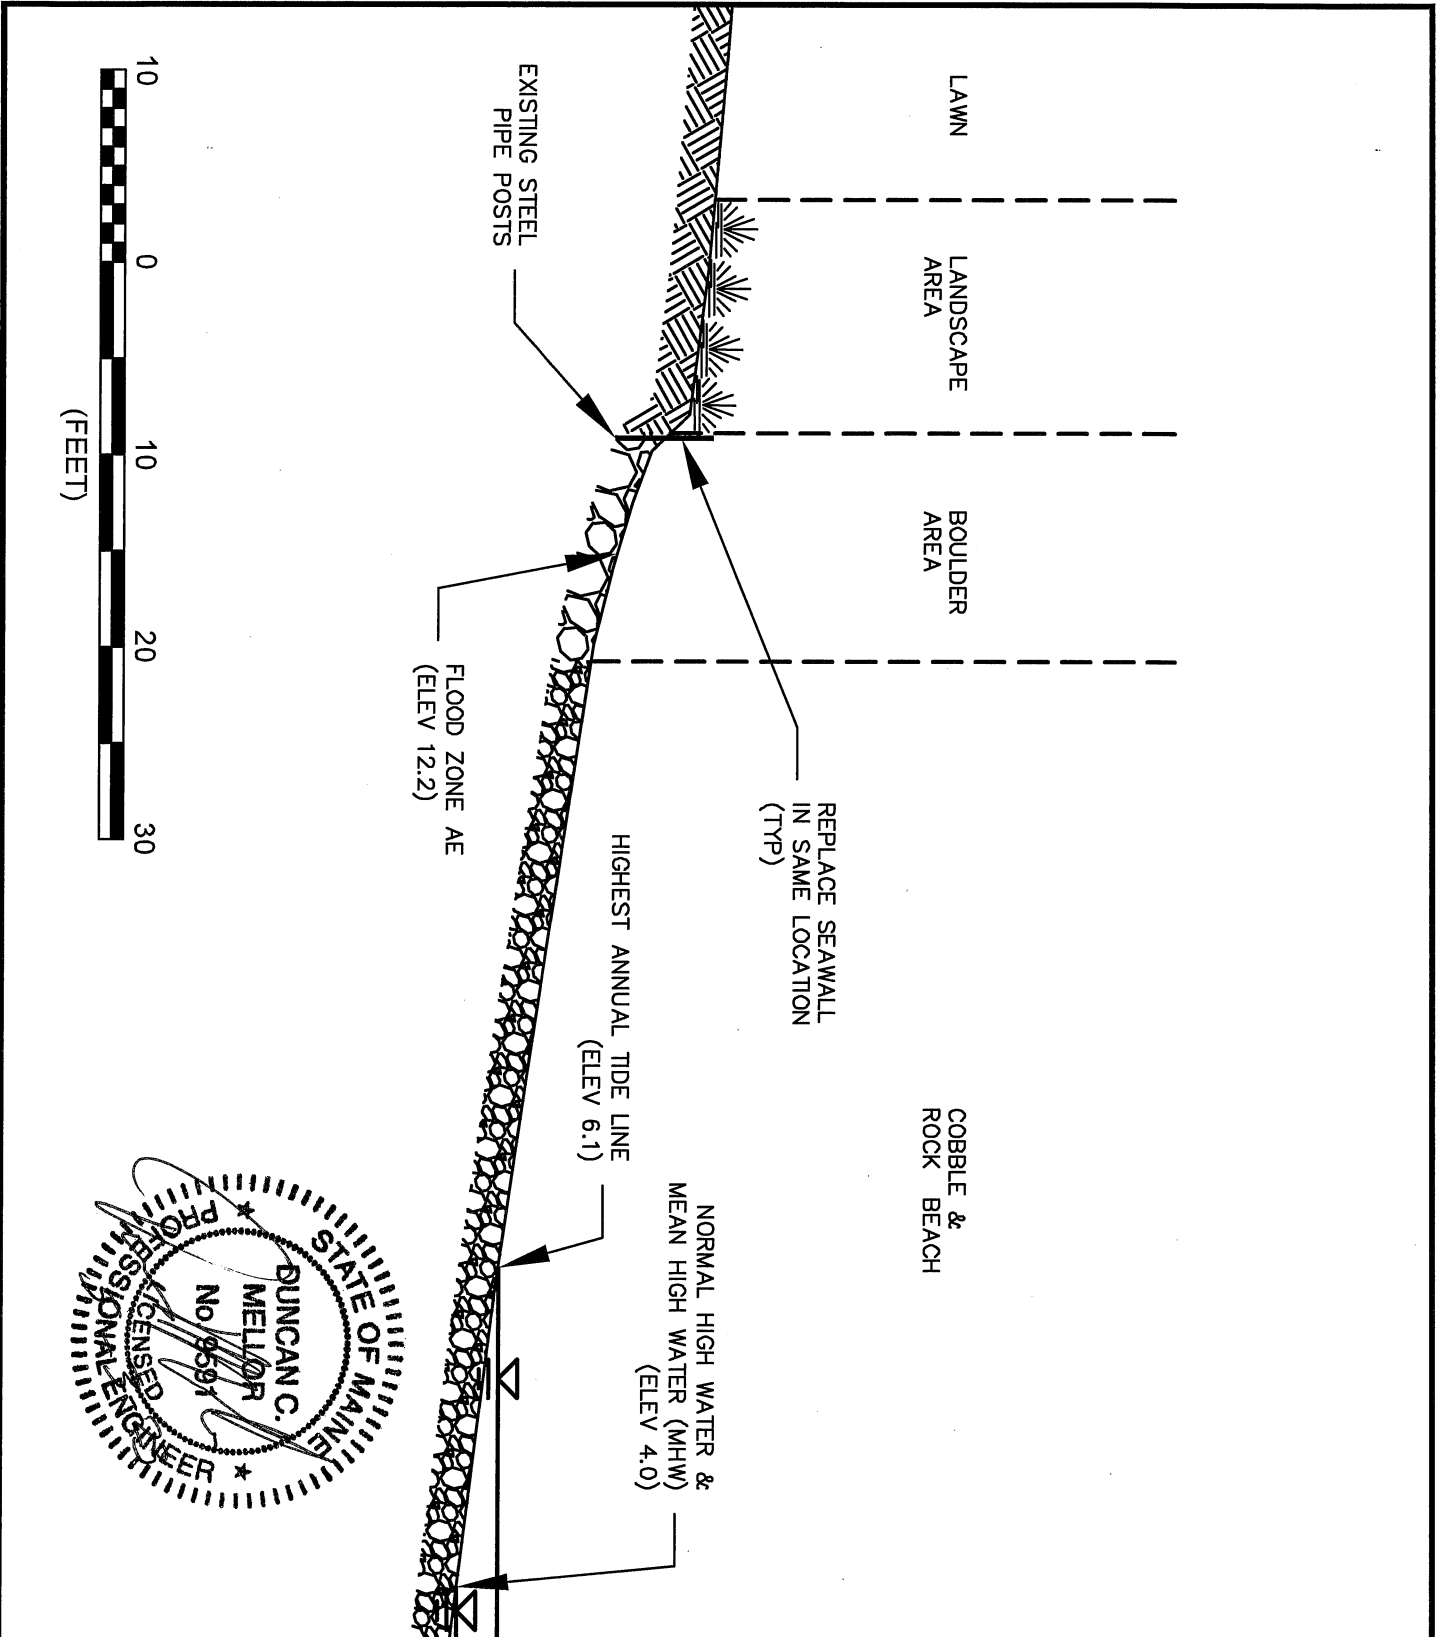 LAWN
LANDSCAPE
AREA
BOULDER
AREA
COBBLE &
ROCK BEACH
REPLACE SEAWALL
IN SAME LOCATION
(TYP)
NORMAL HIGH WATER &
MEAN HIGH WATER (MHW)
(ELEV 4.0)
HIGHEST ANNUAL TIDE LINE
(ELEV 6.1)
EXISTING STEEL
PIPE POSTS
FLOOD ZONE AE
(ELEV 12.2)
10 0 10 20 30
(FEET)
STATE OF MAINE
DUNCAN C.
MELLOR
No. 9591
LICENSED
PROFESSIONAL ENGINEER